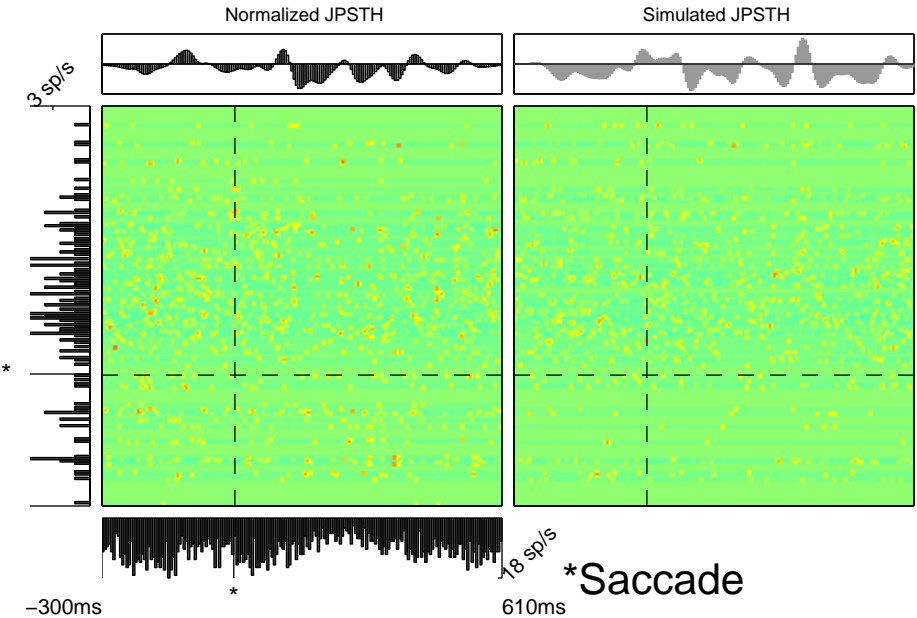 Normalized JPSTH
Simulated JPSTH
3 sp/s
*
18 sp/s
*Saccade
*
−300ms
610ms